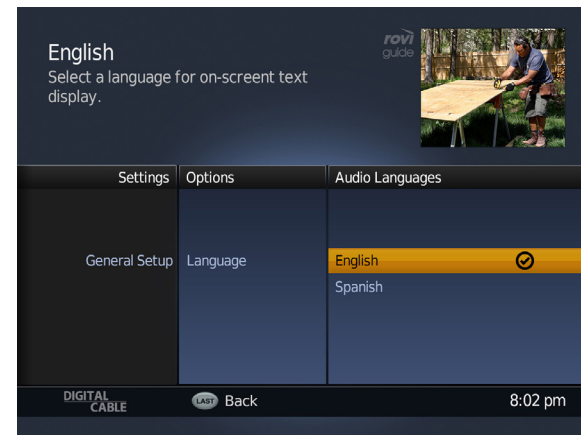 English
Select a language for on-screent text
display.
rovi
guide
Settings
Options
Audio Languages
General Setup
Language
English
Spanish
DIGITAL
CABLE
LAST
Back
8:02 pm